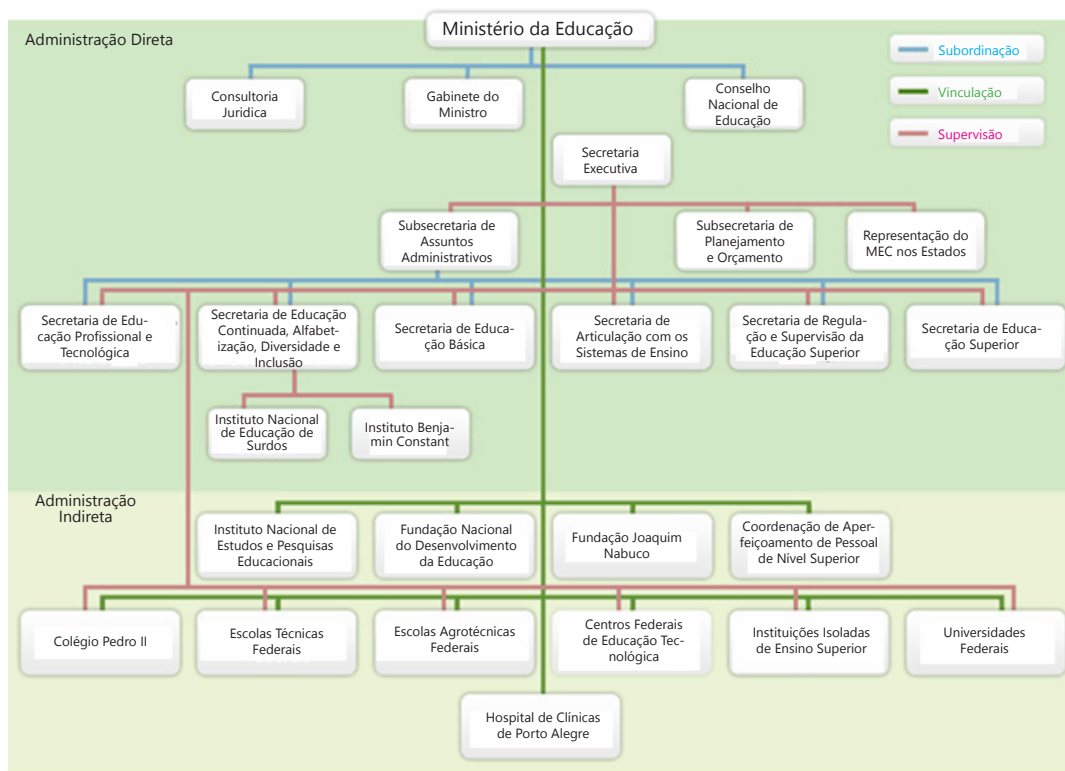 Ministério da Educação
Administração Direta
Subordinação
Vinculação
Supervisão
Consultoria
Juridica
Gabinete do
Ministro
Conselho
Nacional de
Educação
Secretaria
Executiva
Subsecretaria de
Assuntos
Administrativos
Subsecretaria de
Planejamento
e Orçamento
Representação do
MEC nos Estados
Secretaria de Edu-
cação Profissional e
Tecnológica
Secretaria de Educação
Continuada, Alfabet-
ização, Diversidade e
Inclusão
Secretaria de Educa-
ção Básica
Secretaria de
Articulação com os
Sistemas de Ensino
Secretaria de Regula-
ção e Supervisão da
Educação Superior
Secretaria de Educa-
ção Superior
Instituto Nacional
de Educação de
Surdos
Instituto Benja-
min Constant
Administração
Indireta
Instituto Nacional de
Estudos e Pesquisas
Educacionais
Fundação Nacional
do Desenvolvimento
da Educação
Fundação Joaquim
Nabuco
Coordenação de Aper-
feiçoamento de Pessoal
de Nível Superior
Colégio Pedro II
Escolas Técnicas
Federais
Escolas Agrotécnicas
Federais
Centros Federais
de Educação Tec-
nológica
Instituições Isoladas
de Ensino Superior
Universidades
Federais
Hospital de Clínicas
de Porto Alegre